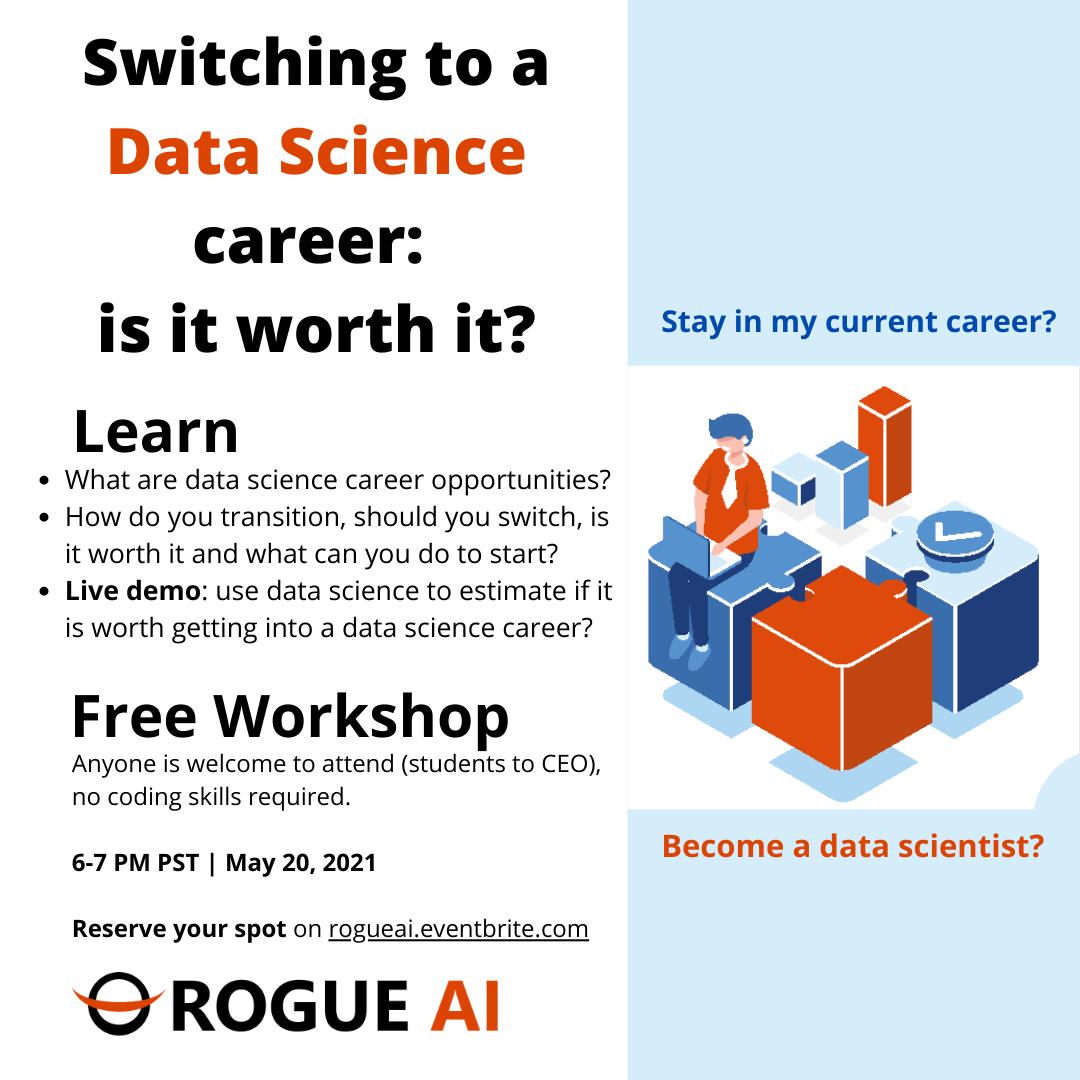 Switching to a
Data Science
career:
is it worth it?
Learn
• What are data science career opportunities?
• How do you transition, should you switch, is
it worth it and what can you do to start?
• Live demo: use data science to estimate if it
is worth getting into a data science career?
Free Workshop
Anyone is welcome to attend (students to CEO),
no coding skills required.
6-7 PM PST | May 20, 2021
Reserve your spot on rogueai.eventbrite.com
ROGUE AI
Stay in my current career?
Become a data scientist?